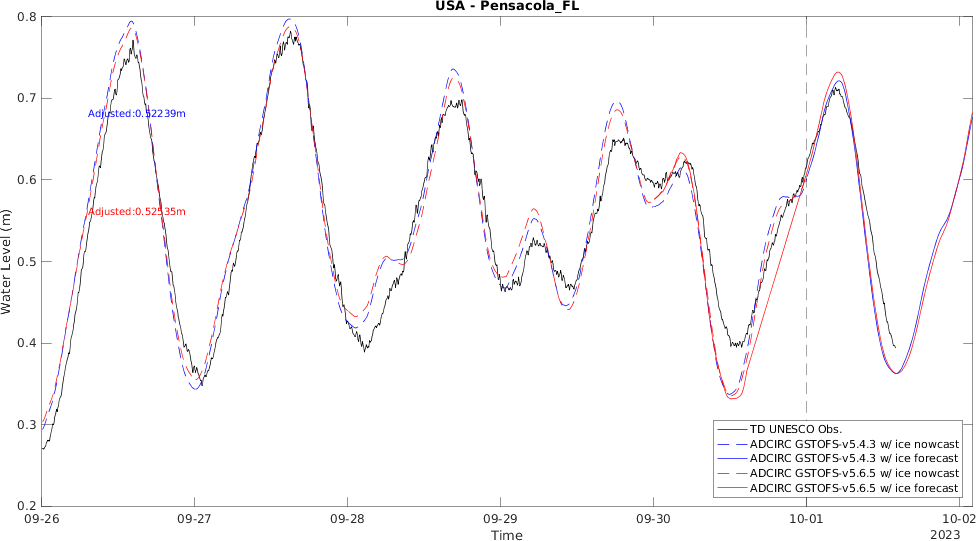 USA - Pensacola_FL
0.8
0.7
0.6
0.5
0.4
0.3
0.2
Water Level (m)
Adjusted:0.52239m
Adjusted:0.52535m
TD UNESCO Obs.
ADCIRC GSTOFS-v5.4.3 w/ ice nowcast
ADCIRC GSTOFS-v5.4.3 w/ ice forecast
ADCIRC GSTOFS-v5.6.5 w/ ice nowcast
ADCIRC GSTOFS-v5.6.5 w/ ice forecast
09-26 09-27 09-28 09-29 09-30 10-01 10-02
Time
2023